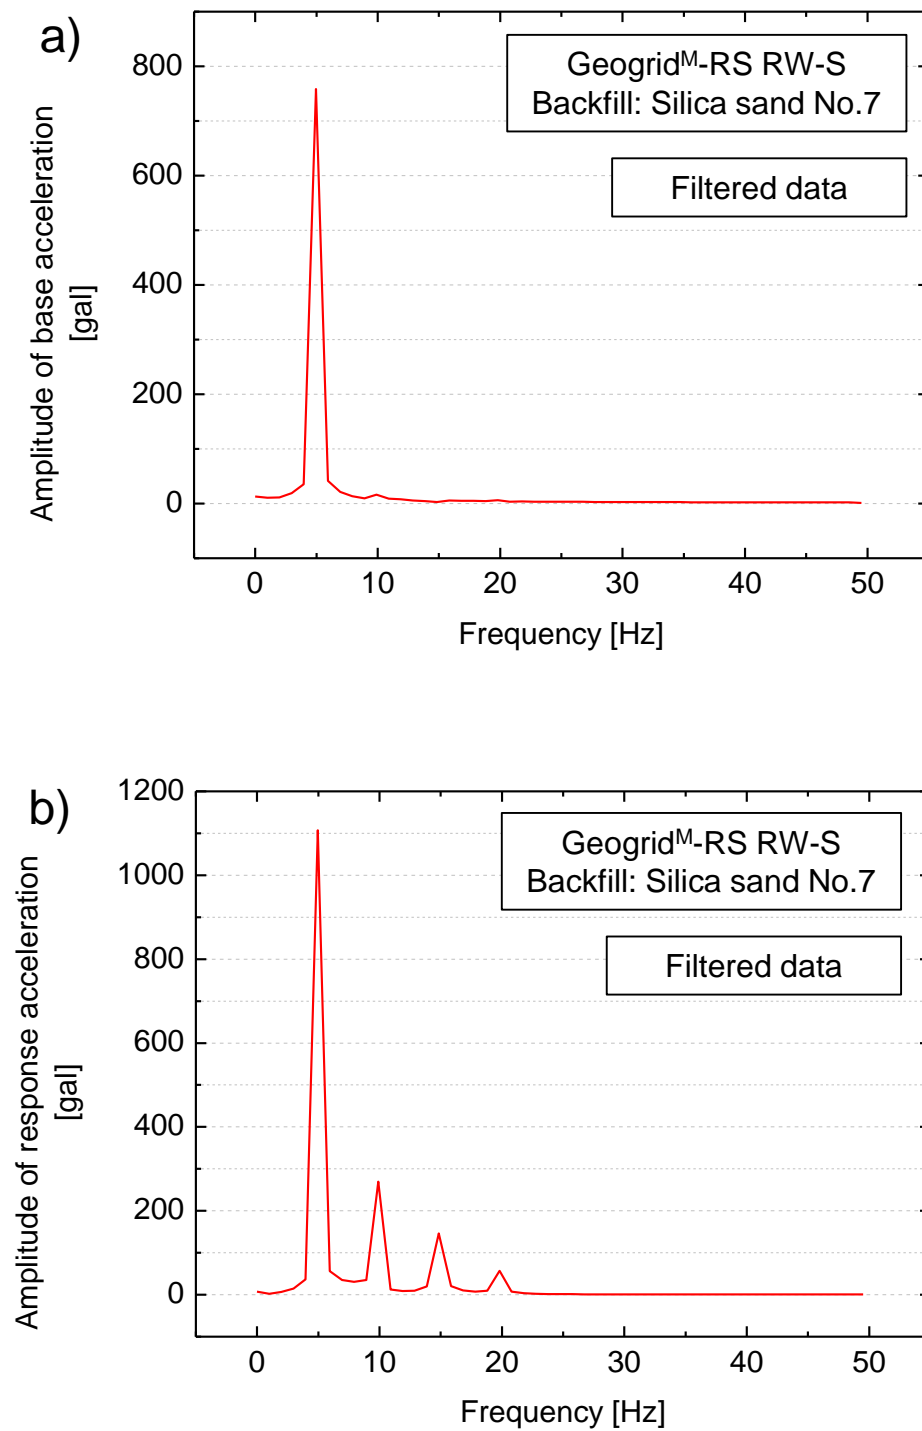 a)
Geogridᴹ-RS RW-S
Backfill: Silica sand No.7
Filtered data
Amplitude of base acceleration
[gal]
800
600
400
200
0
0 10 20 30 40 50
Frequency [Hz]
b)
Geogridᴹ-RS RW-S
Backfill: Silica sand No.7
Filtered data
Amplitude of response acceleration
[gal]
1200
1000
800
600
400
200
0
0 10 20 30 40 50
Frequency [Hz]